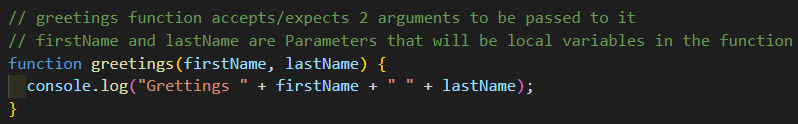 // greetings function accepts/expects 2 arguments to be passed to it
// firstName and lastName are Parameters that will be local variables in the function
function greetings(firstName, lastName) {
  console.log("Grettings " + firstName + " " + lastName);
}